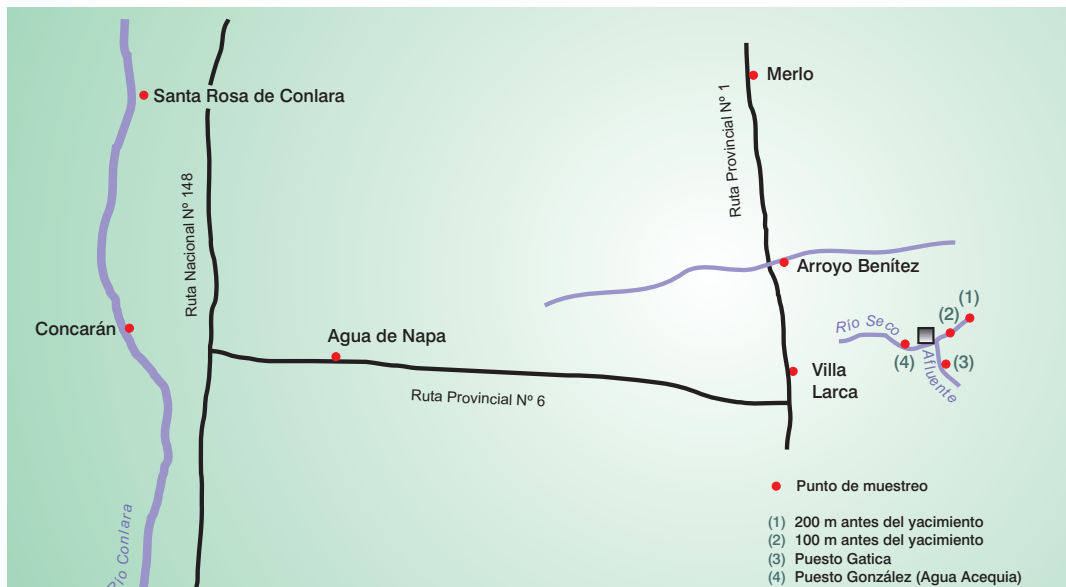 Merlo
Santa Rosa de Conlara
Ruta Provincial Nº 1
Ruta Nacional Nº 148
Arroyo Benítez
(1)
(2)
Río Seco
Concarán
Agua de Napa
(4)
Afluente
(3)
Villa
Larca
Ruta Provincial Nº 6
Punto de muestreo
Río Conlara
(1) 200 m antes del yacimiento
(2) 100 m antes del yacimiento
(3) Puesto Gatica
(4) Puesto González (Agua Acequia)